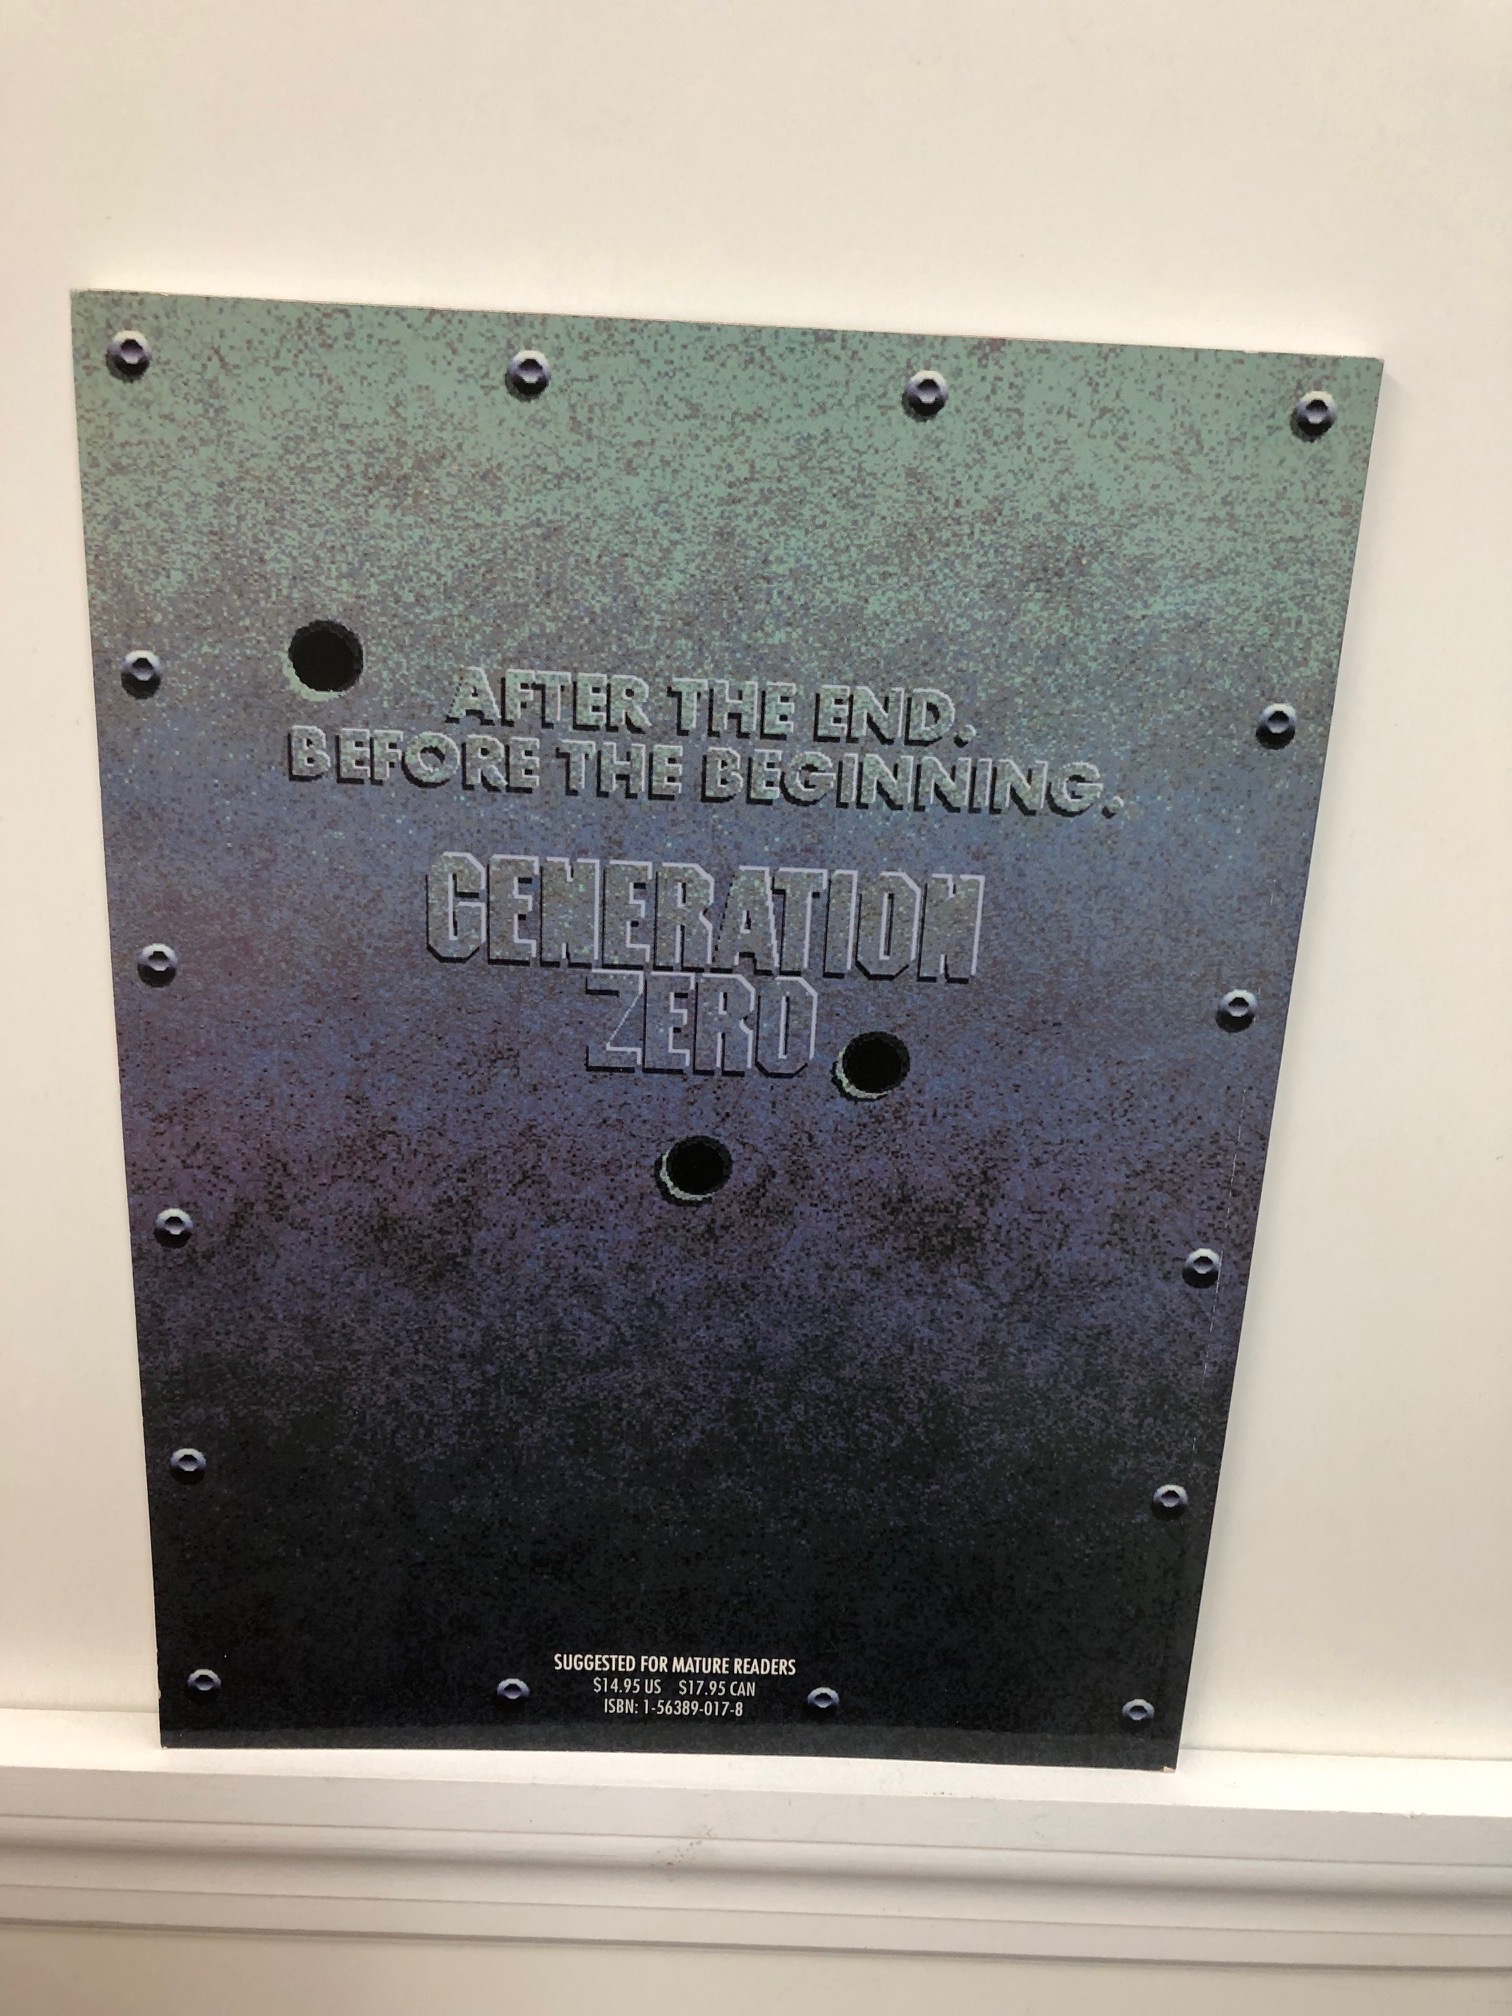 AFTER THE END.
BEFORE THE BEGINNING.
GENERATION
ZERO
SUGGESTED FOR MATURE READERS
$14.95 US $17.95 CAN
ISBN: 1-56389-017-8